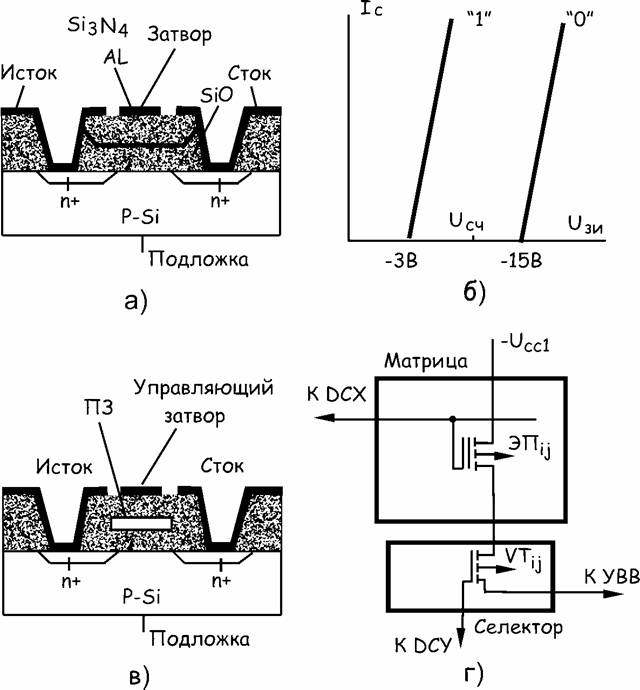 Si3N4
AL
Затвор
Исток
SiO
Сток
n+
n+
P-Si
Подложка
а)
Iс
"1"
"0"
Uсч
Uзи
-3В
-15В
б)
ПЗ
Управляющий
затвор
Исток
Сток
n+
n+
P-Si
Подложка
в)
-Ucc1
Матрица
К DCX
ЭПij
VTij
К УВВ
К DCY
Селектор
г)